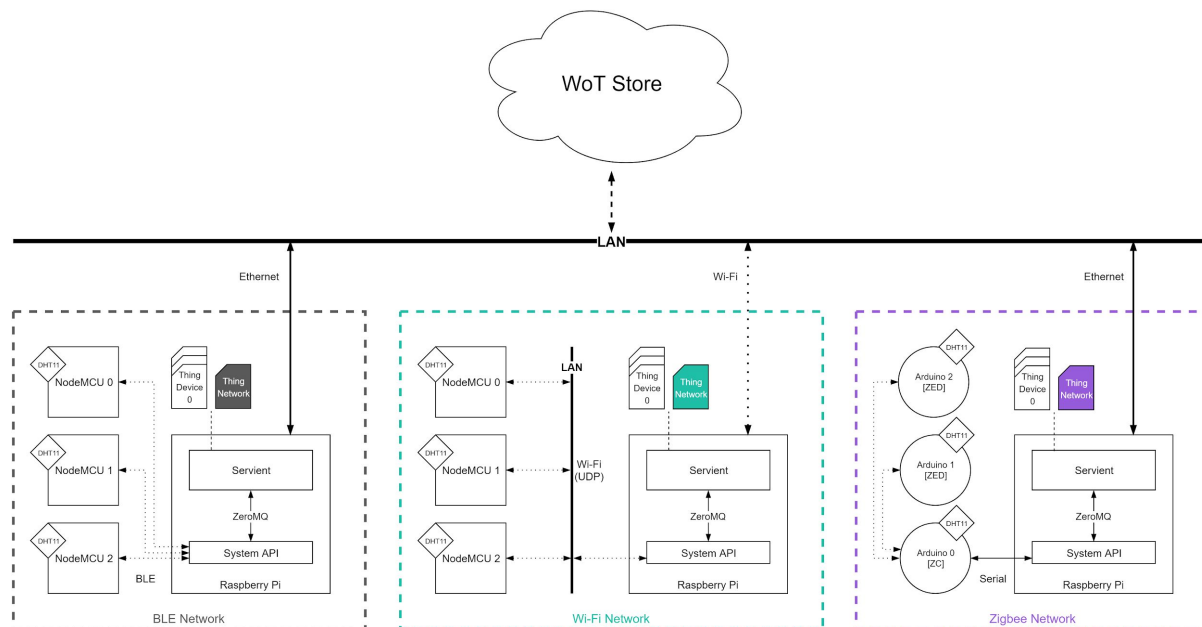 WoT Store
LAN
Ethernet
Wi-Fi
Ethernet
DHT11
NodeMCU 0
DHT11
NodeMCU 1
DHT11
NodeMCU 2
BLE
Thing
Device
0
Thing
Network
Servient
ZeroMQ
System API
Raspberry Pi
BLE Network
DHT11
NodeMCU 0
DHT11
NodeMCU 1
DHT11
NodeMCU 2
LAN
Wi-Fi
(UDP)
Thing
Device
0
Thing
Network
Servient
ZeroMQ
System API
Raspberry Pi
Wi-Fi Network
DHT11
Arduino 2
[ZED]
DHT11
Arduino 1
[ZED]
DHT11
Arduino 0
[ZC]
Serial
Thing
Device
0
Thing
Network
Servient
ZeroMQ
System API
Raspberry Pi
Zigbee Network